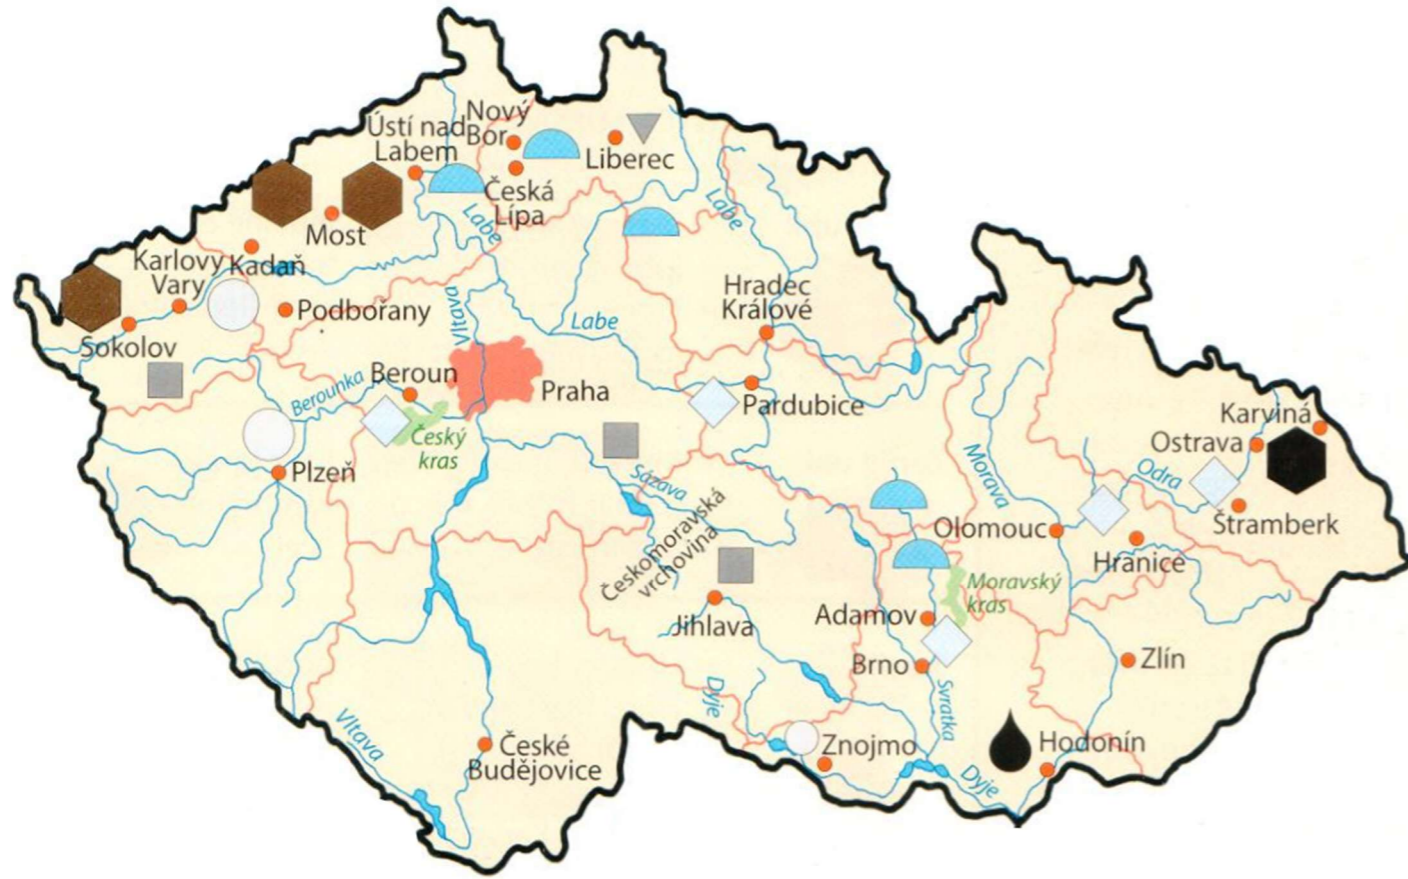 Nový
Bor
Ústí nad
Labem
Liberec
Česká
Lípa
Labe
Labe
Most
Karlovy
Vary
Kadaň
Hradec
Králové
Podbořany
Vltava
Labe
Sokolov
Beroun
Berounka
Praha
Pardubice
Karviná
Český
kras
Ostrava
Plzeň
Sázava
Morava
Odra
Českomoravská
vrchovina
Olomouc
Štramberk
Hranice
Moravský
kras
Adamov
Jihlava
Brno
Zlín
Dyje
Svratka
Vltava
České
Budějovice
Znojmo
Hodonín
Dyje